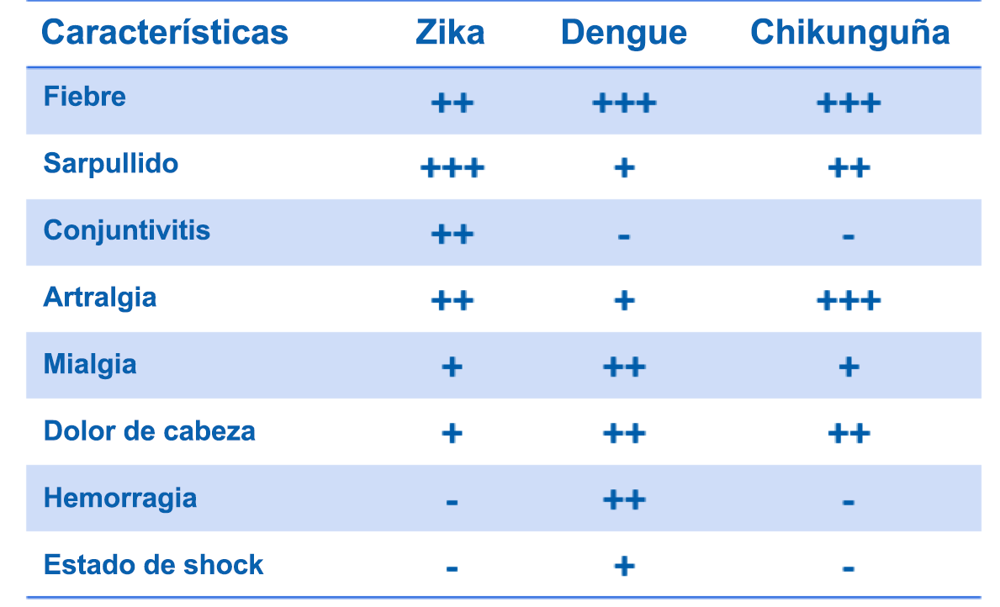 Características Zika Dengue Chikunguña
Fiebre ++ +++ +++
Sarpullido +++ + ++
Conjuntivitis ++ - -
Artralgia ++ + +++
Mialgia + ++ +
Dolor de cabeza + ++ ++
Hemorragia - ++ -
Estado de shock - + -